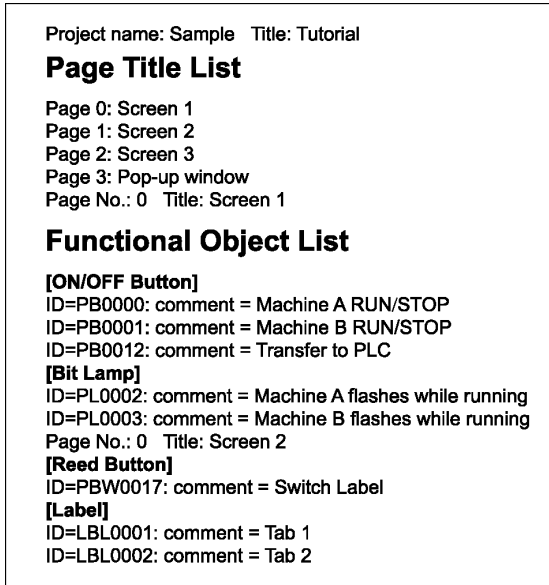 Project name: Sample   Title: Tutorial
Page Title List
Page 0: Screen 1
Page 1: Screen 2
Page 2: Screen 3
Page 3: Pop-up window
Page No.: 0   Title: Screen 1
Functional Object List
[ON/OFF Button]
ID=PB0000: comment = Machine A RUN/STOP
ID=PB0001: comment = Machine B RUN/STOP
ID=PB0012: comment = Transfer to PLC
[Bit Lamp]
ID=PL0002: comment = Machine A flashes while running
ID=PL0003: comment = Machine B flashes while running
Page No.: 0   Title: Screen 2
[Reed Button]
ID=PBW0017: comment = Switch Label
[Label]
ID=LBL0001: comment = Tab 1
ID=LBL0002: comment = Tab 2